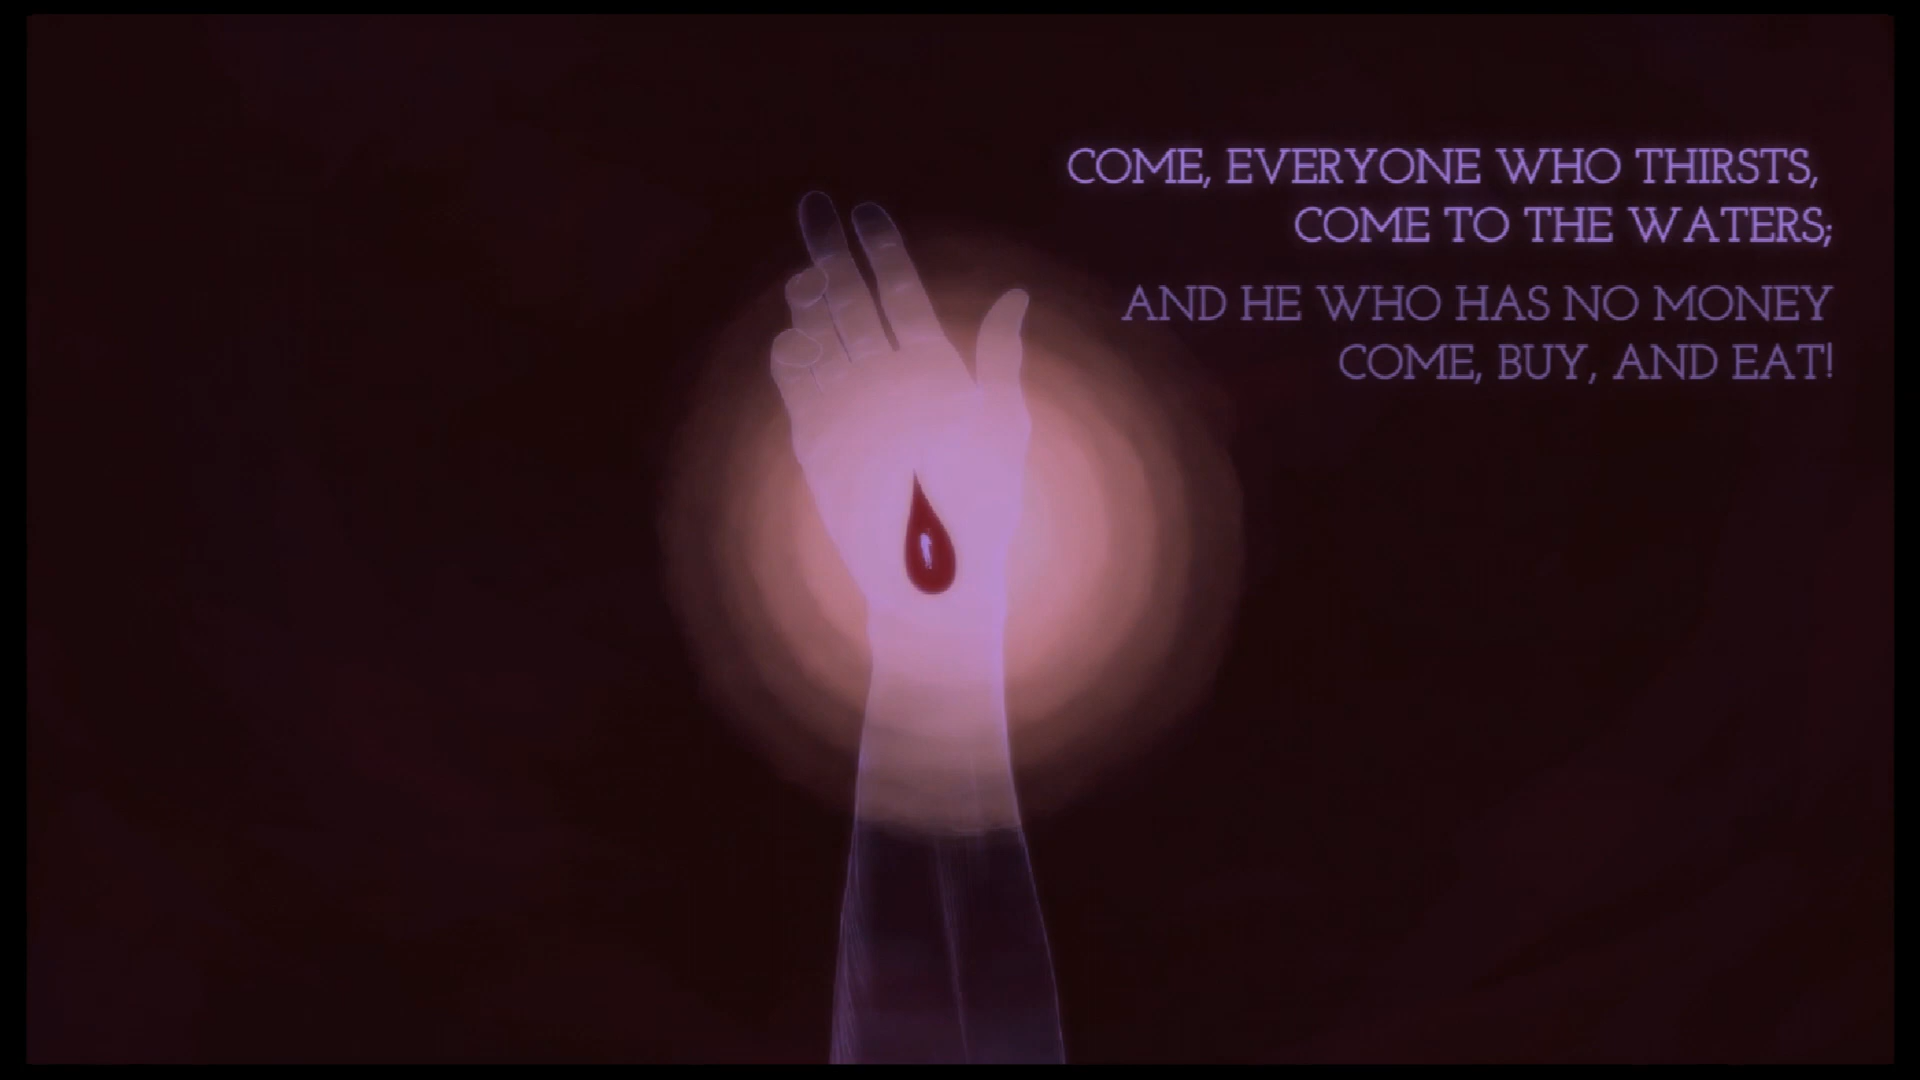 COME, EVERYONE WHO THIRSTS,
COME TO THE WATERS;
AND HE WHO HAS NO MONEY
COME, BUY, AND EAT!